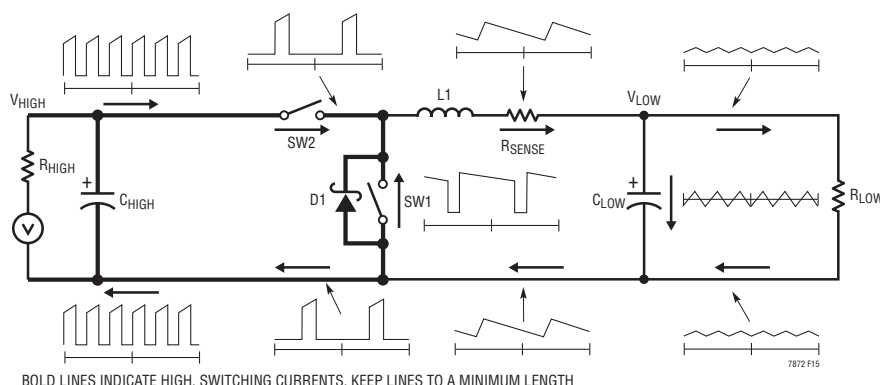 VHIGH
RHIGH
V
+
CHIGH
SW2
D1
SW1
L1
RSENSE
VLOW
+
CLOW
RLOW
7872 F15
BOLD LINES INDICATE HIGH, SWITCHING CURRENTS. KEEP LINES TO A MINIMUM LENGTH